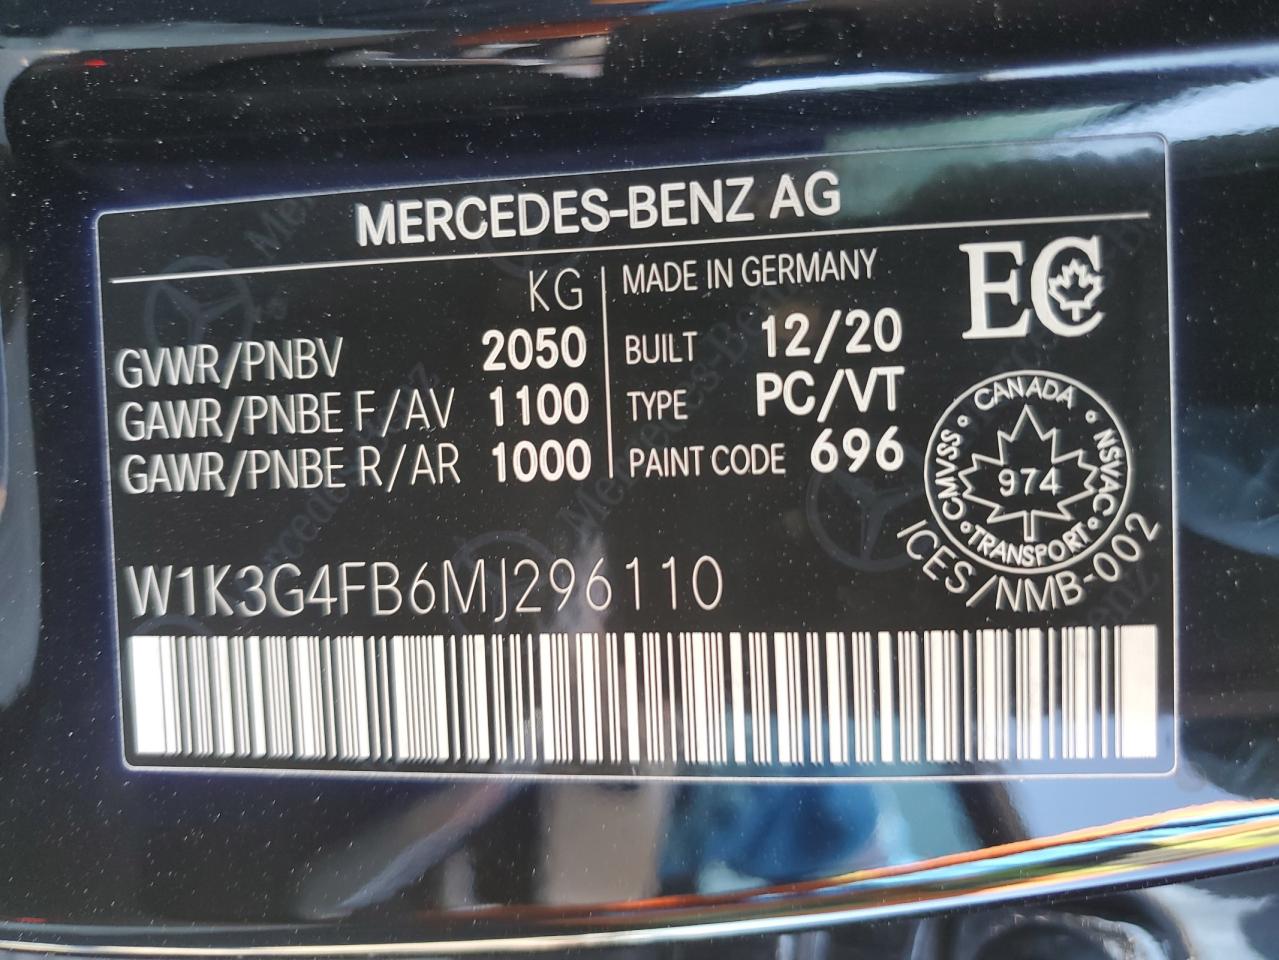 MERCEDES-BENZ AG
KG
GVWR/PNBV 2050
GAWR/PNBE F/AV 1100
GAWR/PNBE R/AR 1000
MADE IN GERMANY
BUILT 12/20
TYPE PC/VT
PAINT CODE 696
EC
CANADA
CMVSS
974
NSVAC
TRANSPORT
ICES/NMB-002
W1K3G4FB6MJ296110